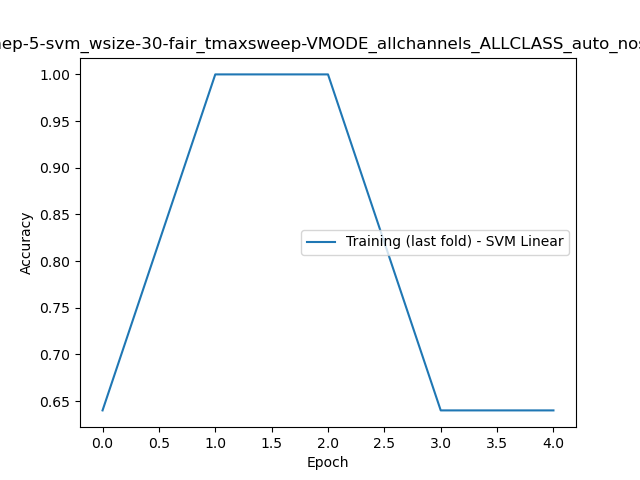 ep-5-svm_wsize-30-fair_tmaxsweep-VMODE_allchannels_ALLCLASS_auto_nos
1.00
0.95
0.90
0.85
0.80
0.75
0.70
0.65
Accuracy
Training (last fold) - SVM Linear
0.0 0.5 1.0 1.5 2.0 2.5 3.0 3.5 4.0
Epoch